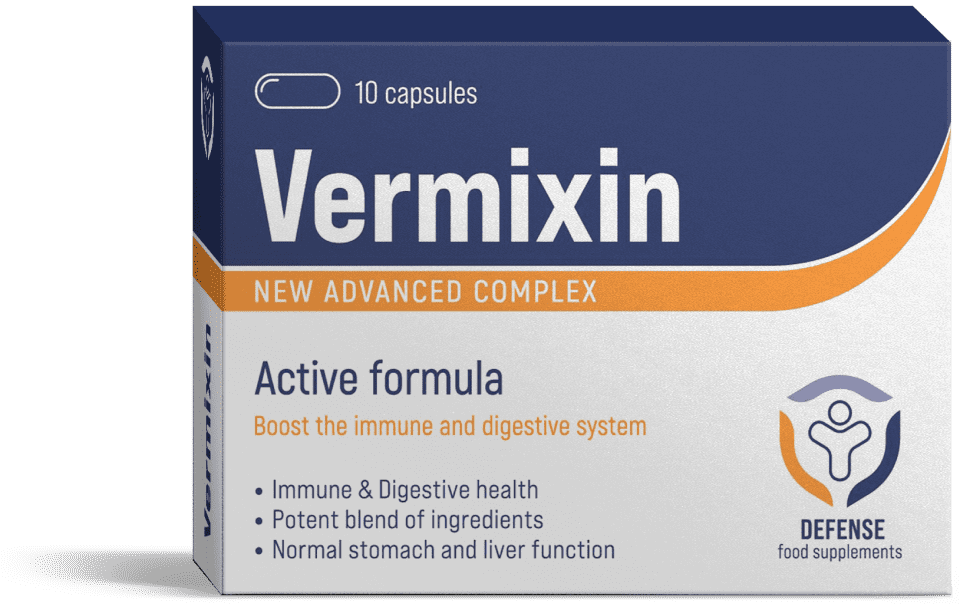 10 capsules
Vermixin
NEW ADVANCED COMPLEX
Active formula
Boost the immune and digestive system
• Immune & Digestive health
• Potent blend of ingredients
• Normal stomach and liver function
DEFENSE
food supplements
Vermixin